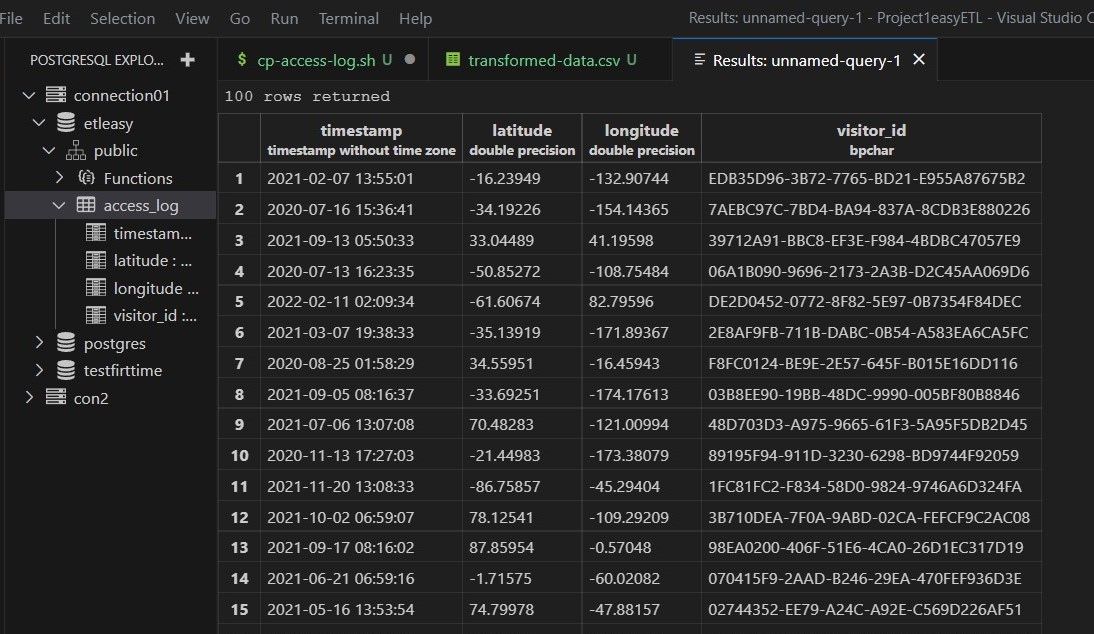 File Edit Selection View Go Run Terminal Help Results: unnamed-query-1 - Project1easyETL - Visual Studio C
POSTGRESQL EXPLO... +
connection01
etleasy
public
Functions
access_log
timestam...
latitude : ...
longitude ...
visitor_id :...
postgres
testfirttime
con2
$ cp-access-log.sh U transformed-data.csv U Results: unnamed-query-1
100 rows returned
timestamp latitude longitude visitor_id
timestamp without time zone double precision double precision bpchar
1 2021-02-07 13:55:01 -16.23949 -132.90744 EDB35D96-3B72-7765-BD21-E955A87675B2
2 2020-07-16 15:36:41 -34.19226 -154.14365 7AEBC97C-7BD4-BA94-837A-8CDB3E880226
3 2021-09-13 05:50:33 33.04489 41.19598 39712A91-BBC8-EF3E-F984-4BDBC47057E9
4 2020-07-13 16:23:35 -50.85272 -108.75484 06A1B090-9696-2173-2A3B-D2C45AA069D6
5 2022-02-11 02:09:34 -61.60674 82.79596 DE2D0452-0772-8F82-5E97-0B7354F84DEC
6 2021-03-07 19:38:33 -35.13919 -171.89367 2E8AF9FB-711B-DABC-0B54-A583EA6CA5FC
7 2020-08-25 01:58:29 34.55951 -16.45943 F8FC0124-BE9E-2E57-645F-B015E16DD116
8 2021-09-05 08:16:37 -33.69251 -174.17613 03B8EE90-19BB-48DC-9990-005BF80B8846
9 2021-07-06 13:07:08 70.48283 -121.00994 48D703D3-A975-9665-61F3-5A95F5DB2D45
10 2020-11-13 17:27:03 -21.44983 -173.38079 89195F94-911D-3230-6298-BD9744F92059
11 2021-11-20 13:08:33 -86.75857 -45.29404 1FC81FC2-F834-58D0-9824-9746A6D324FA
12 2021-10-02 06:59:07 78.12541 -109.29209 3B710DEA-7F0A-9ABD-02CA-FEFCF9C2AC08
13 2021-09-17 08:16:02 87.85954 -0.57048 98EA0200-406F-51E6-4CA0-26D1EC317D19
14 2021-06-21 06:59:16 -1.71575 -60.02082 070415F9-2AAD-B246-29EA-470FEF936D3E
15 2021-05-16 13:53:54 74.79978 -47.88157 02744352-EE79-A24C-A92E-C569D226AF51